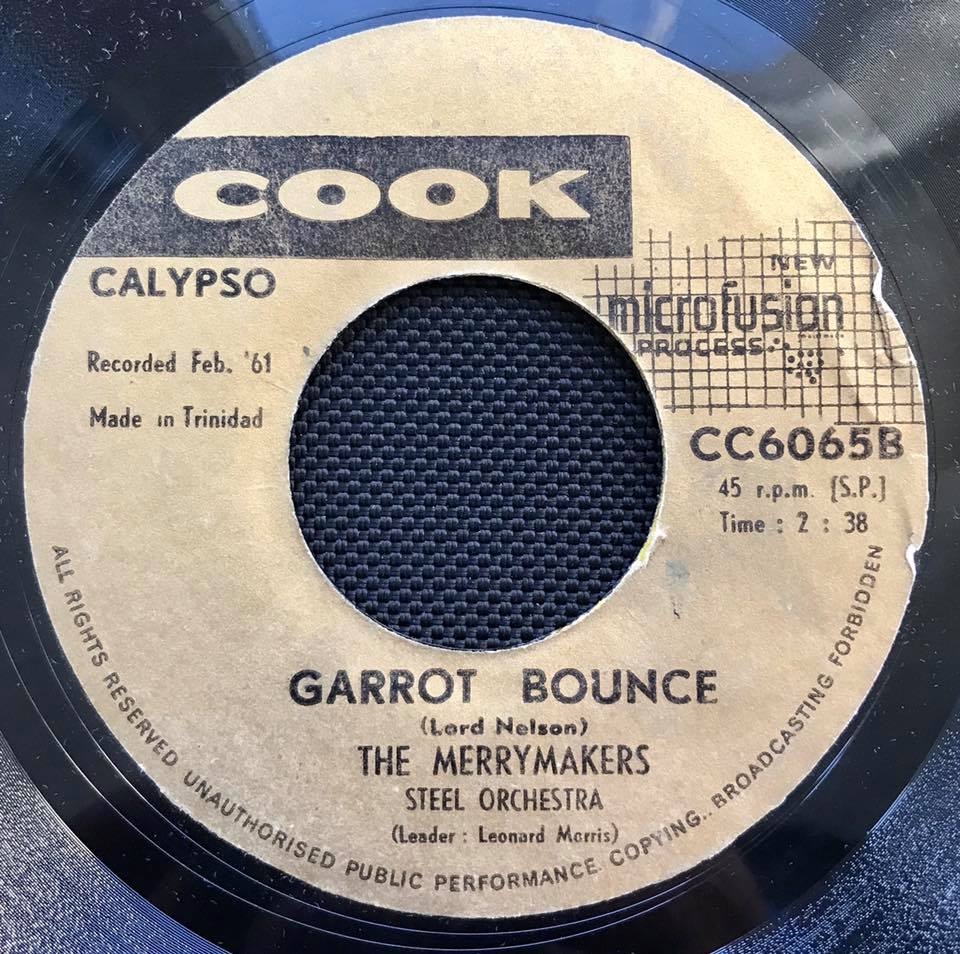 COOK
CALYPSO
Recorded Feb. '61
Made in Trinidad
NEW
microfusion
PROCESS
CC6065B
45 r.p.m. [S.P.]
Time : 2 : 38
GARROT BOUNCE
(Lord Nelson)
THE MERRYMAKERS
STEEL ORCHESTRA
(Leader : Leonard Morris)
ALL RIGHTS RESERVED UNAUTHORISED PUBLIC PERFORMANCE. COPYING.. BROADCASTING FORBIDDEN